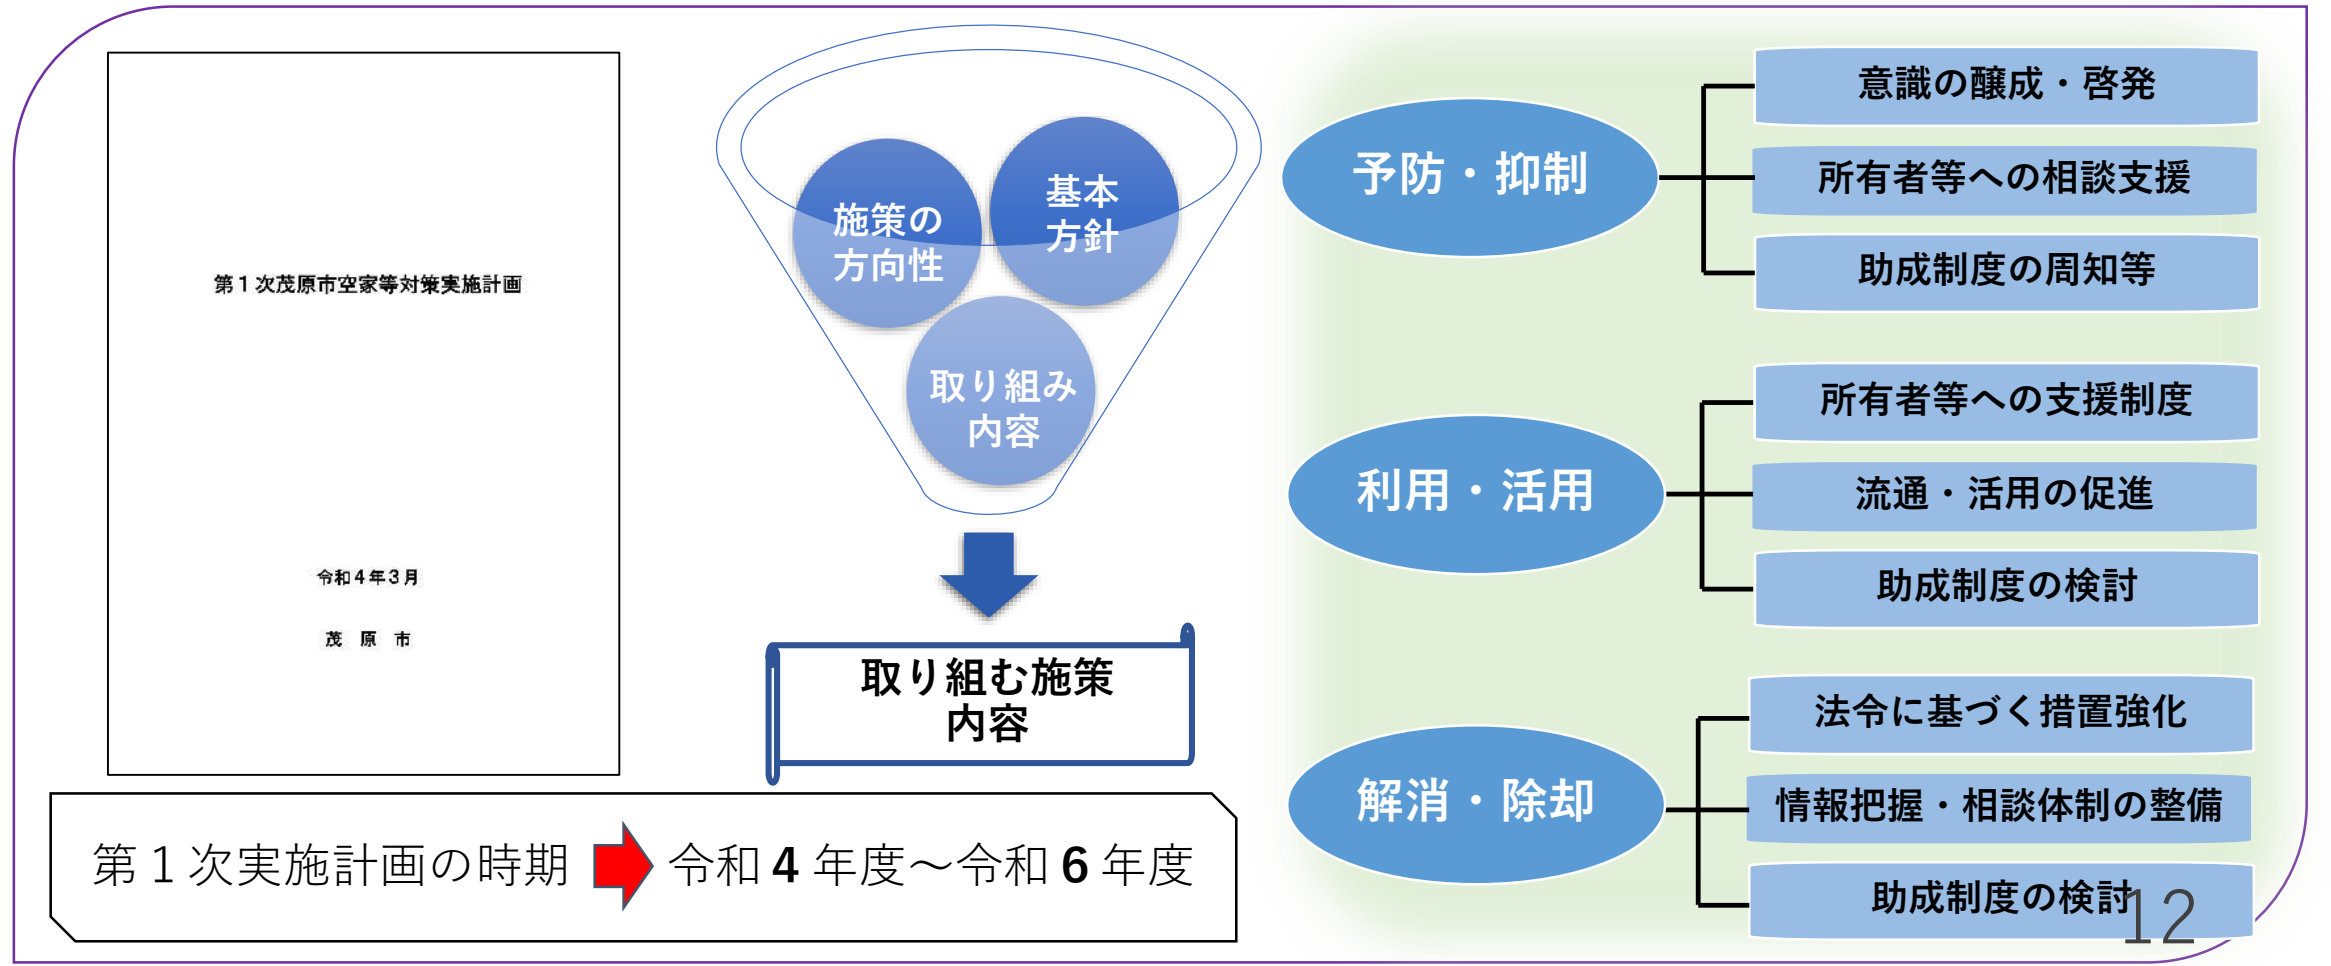 第1次茂原市空家等対策実施計画
令和4年3月
茂 原 市
施策の
方向性
基本
方針
取り組み
内容
取り組む施策
内容
第1次実施計画の時期
令和4年度～令和6年度
予防・抑制
意識の醸成・啓発
所有者等への相談支援
助成制度の周知等
利用・活用
所有者等への支援制度
流通・活用の促進
助成制度の検討
解消・除却
法令に基づく措置強化
情報把握・相談体制の整備
助成制度の検討
12